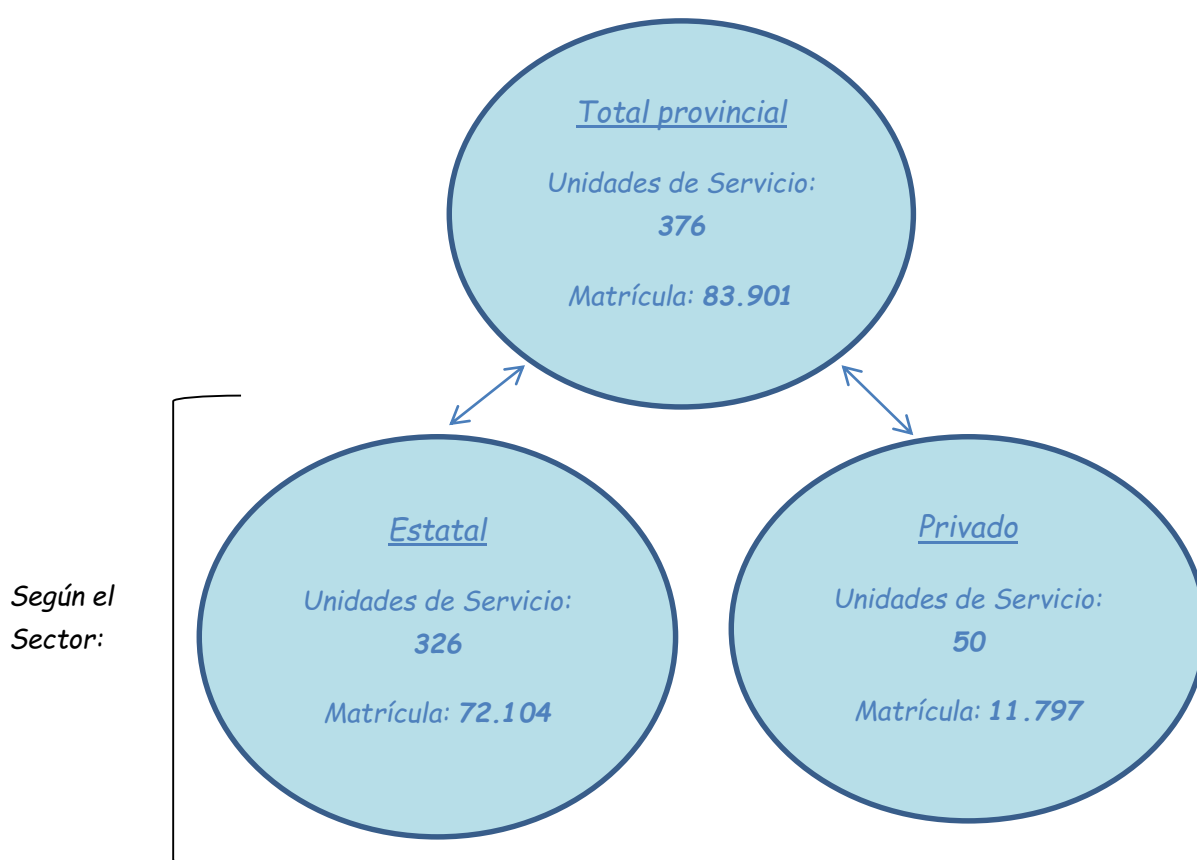 Total provincial
Unidades de Servicio:
376
Matrícula: 83.901
Según el
Sector:
Estatal
Unidades de Servicio:
326
Matrícula: 72.104
Privado
Unidades de Servicio:
50
Matrícula: 11.797